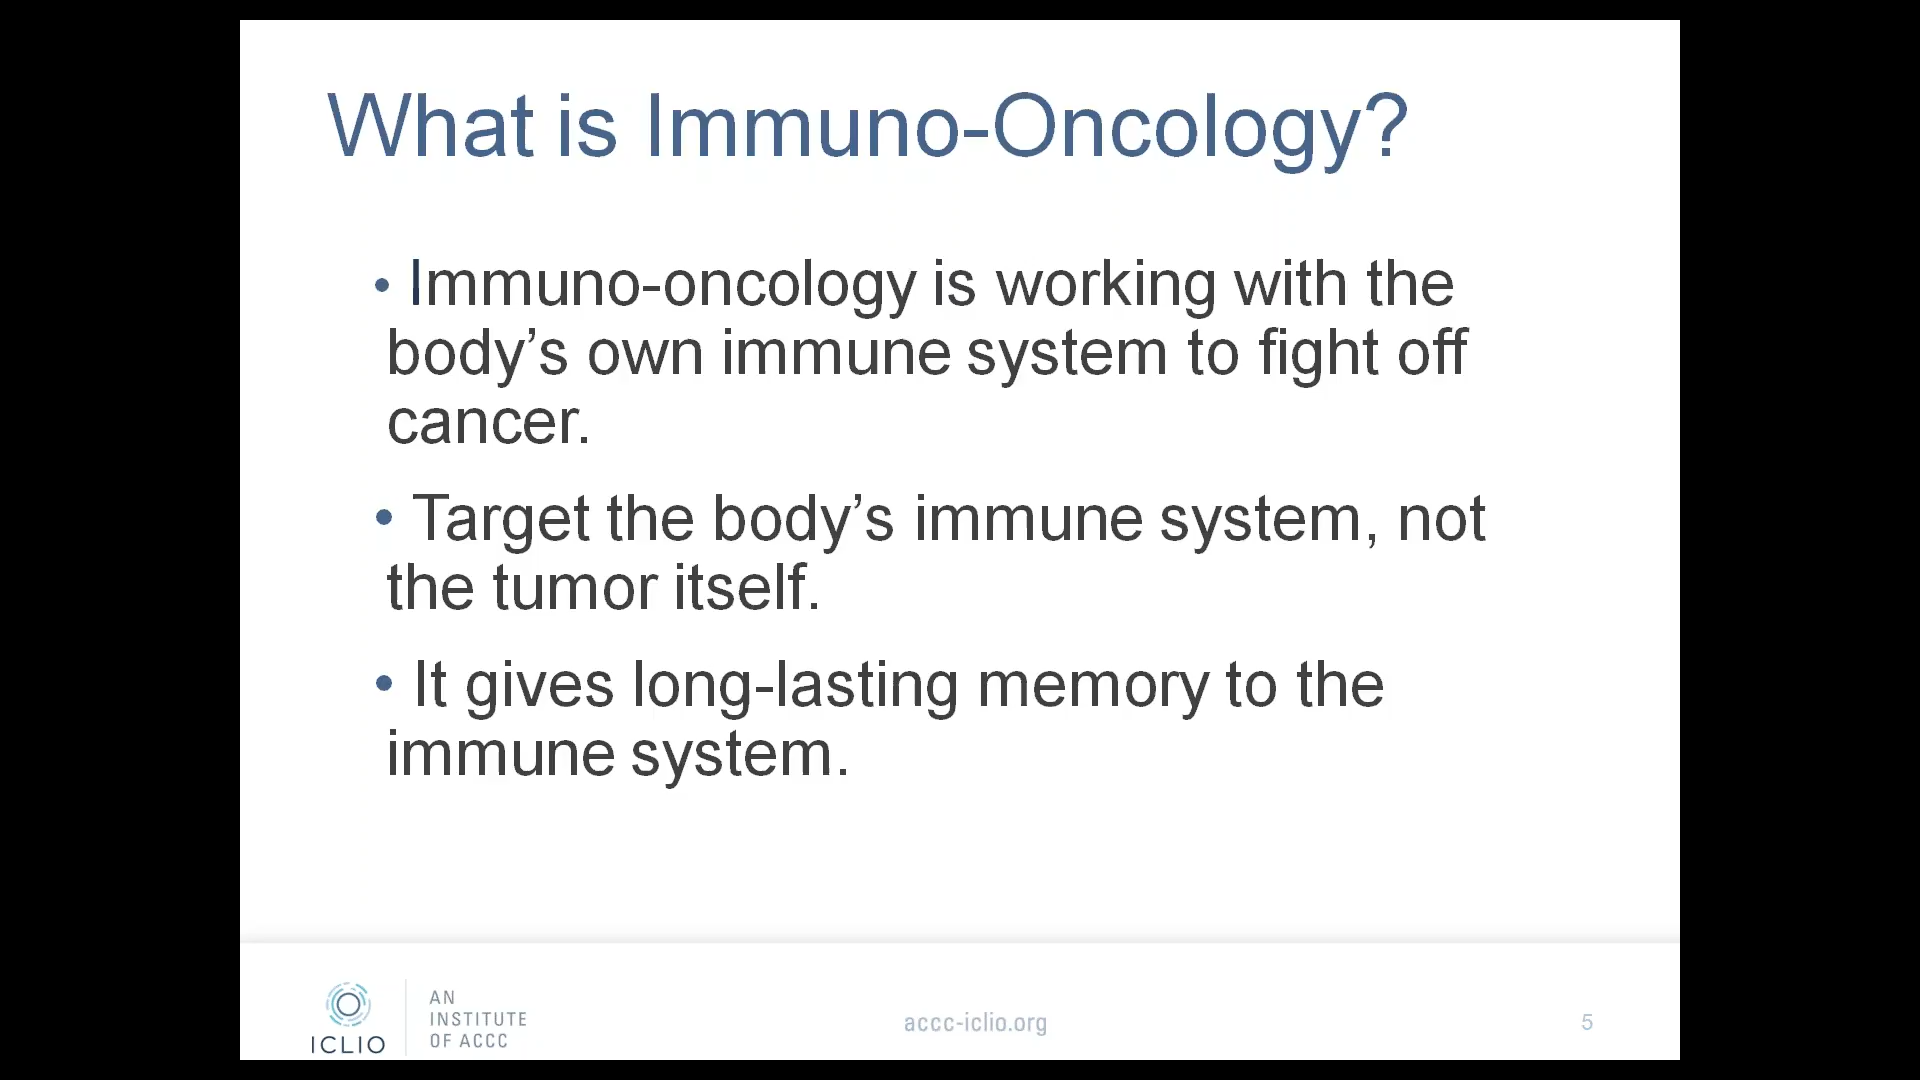 What is Immuno-Oncology?
• Immuno-oncology is working with the
body’s own immune system to fight off
cancer.
• Target the body’s immune system, not
the tumor itself.
• It gives long-lasting memory to the
immune system.
ICLIO
AN
INSTITUTE
OF ACCC
accc-iclio.org
5